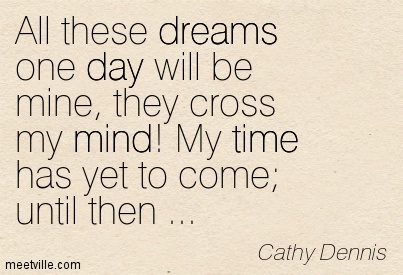 All these dreams
one day will be
mine, they cross
my mind! My time
has yet to come;
until then ...
Cathy Dennis
meetville.com